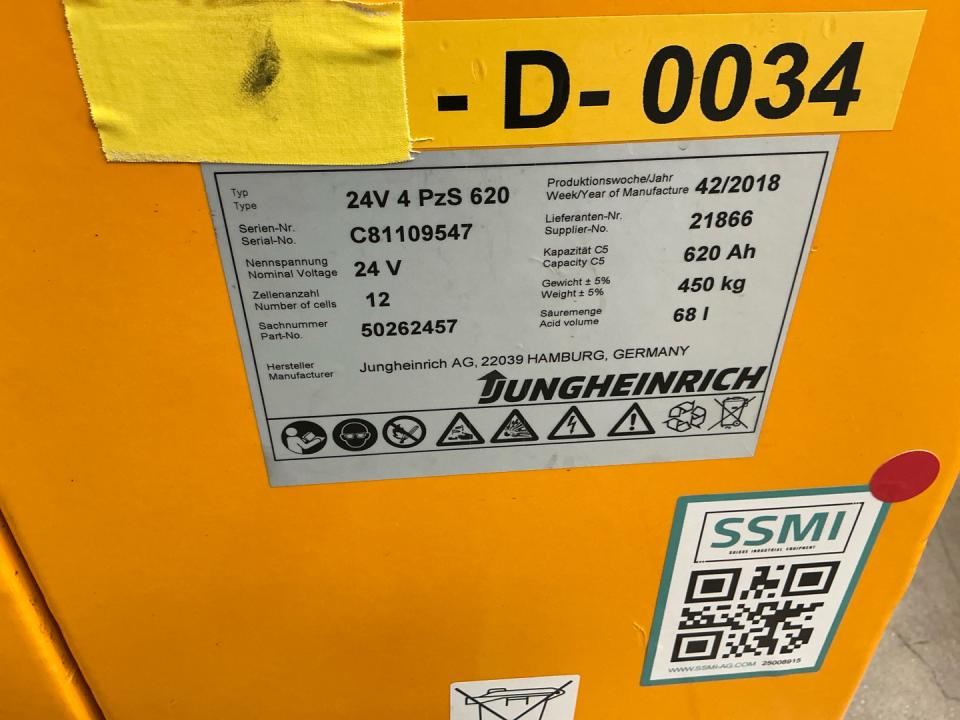 - D- 0034
Typ
Type
24V 4 PzS 620
Serien-Nr.
Serial-No.
C81109547
Nennspannung
Nominal Voltage
24 V
Zellenanzahl
Number of cells
12
Sachnummer
Part-No.
50262457
Produktionswoche/Jahr
Week/Year of Manufacture
42/2018
Lieferanten-Nr.
Supplier-No.
21866
Kapazität C5
Capacity C5
620 Ah
Gewicht ± 5%
Weight ± 5%
450 kg
Säuremenge
Acid volume
68 l
Hersteller
Manufacturer
Jungheinrich AG, 22039 HAMBURG, GERMANY
JUNGHEINRICH
SSMI
SUISSE INDUSTRIAL EQUIPMENT
WWW.SSMI-AG.COM 25008915